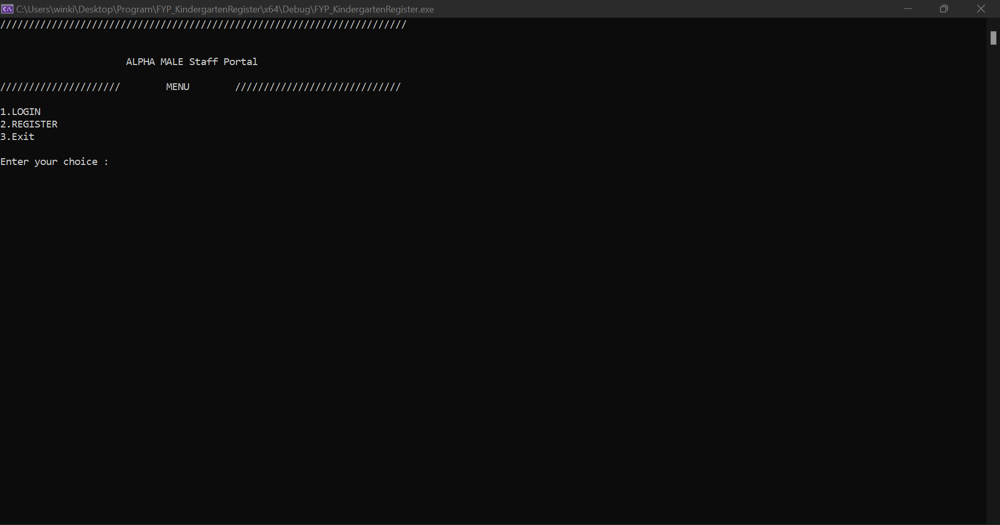 C:\Users\winki\Desktop\Program\FYP_KindergartenRegister\x64\Debug\FYP_KindergartenRegister.exe
///////////////////////////////////////////////////////////////////////
ALPHA MALE Staff Portal
/////////////////////        MENU        /////////////////////////////
1.LOGIN
2.REGISTER
3.Exit
Enter your choice :